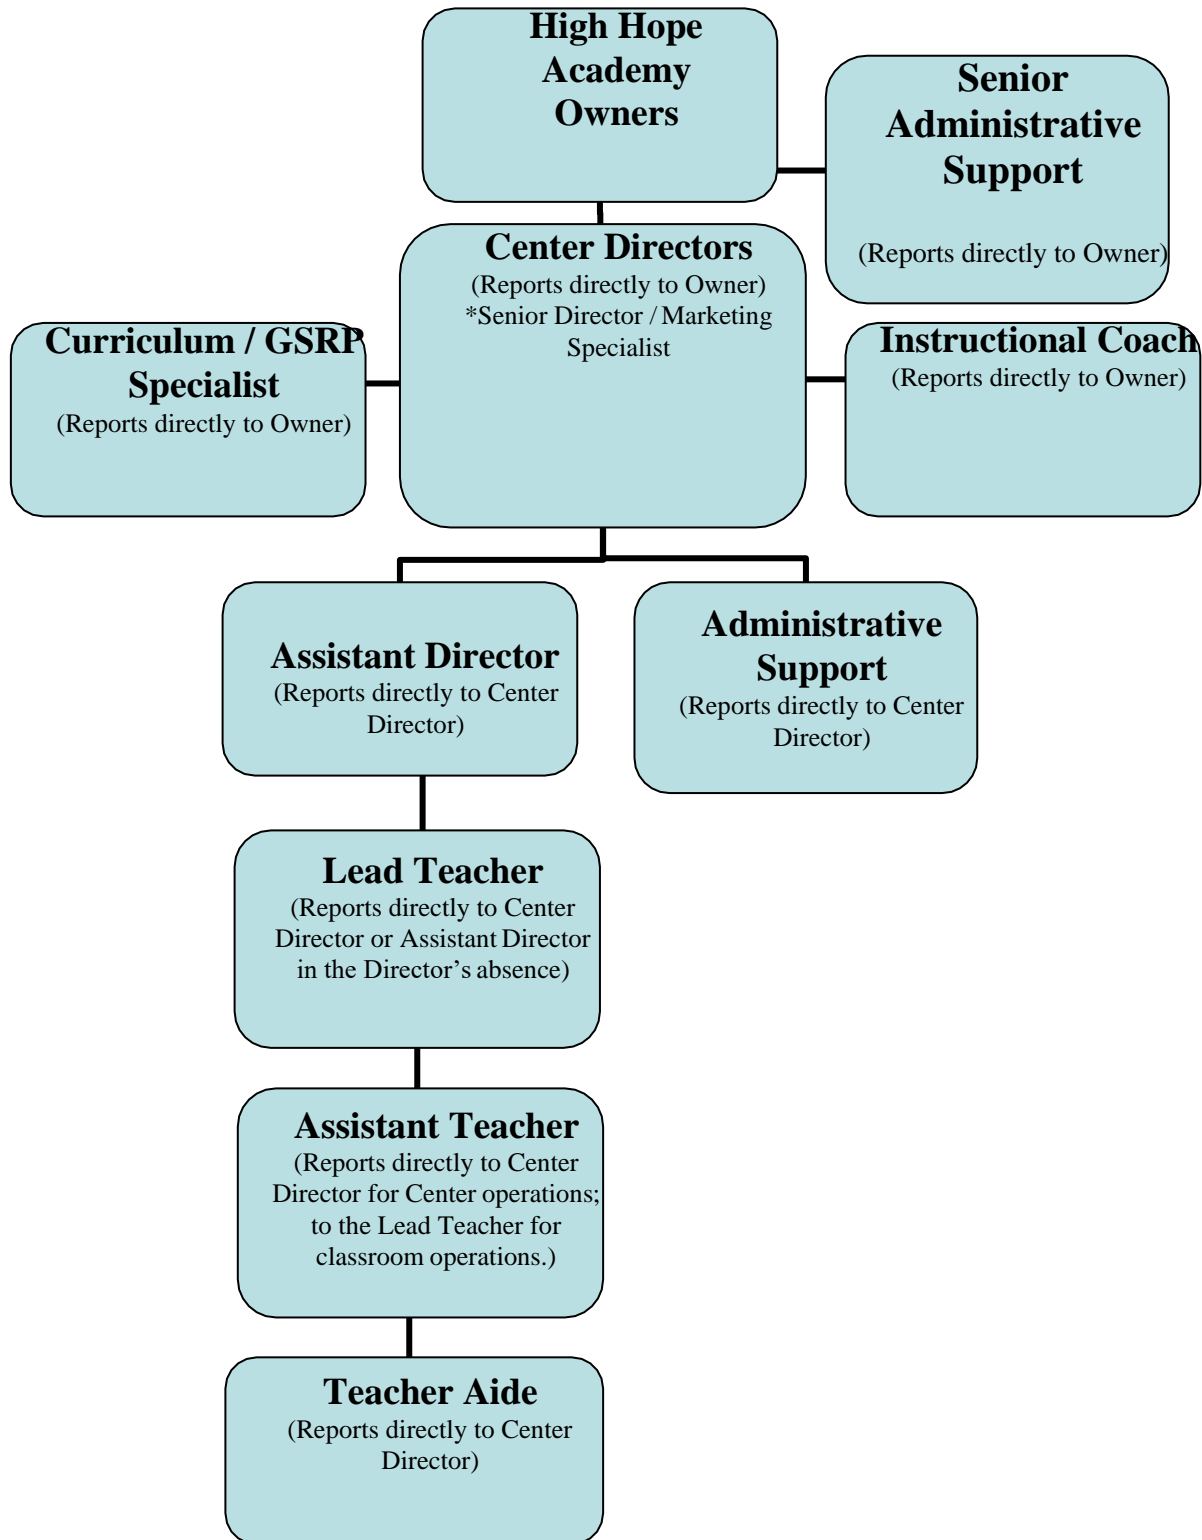 High Hope
Academy
Owners
Senior
Administrative
Support
(Reports directly to Owner)
Center Directors
(Reports directly to Owner)
*Senior Director / Marketing
Specialist
Curriculum / GSRP
Specialist
(Reports directly to Owner)
Instructional Coach
(Reports directly to Owner)
Assistant Director
(Reports directly to Center
Director)
Administrative
Support
(Reports directly to Center
Director)
Lead Teacher
(Reports directly to Center
Director or Assistant Director
in the Director’s absence)
Assistant Teacher
(Reports directly to Center
Director for Center operations;
to the Lead Teacher for
classroom operations.)
Teacher Aide
(Reports directly to Center
Director)